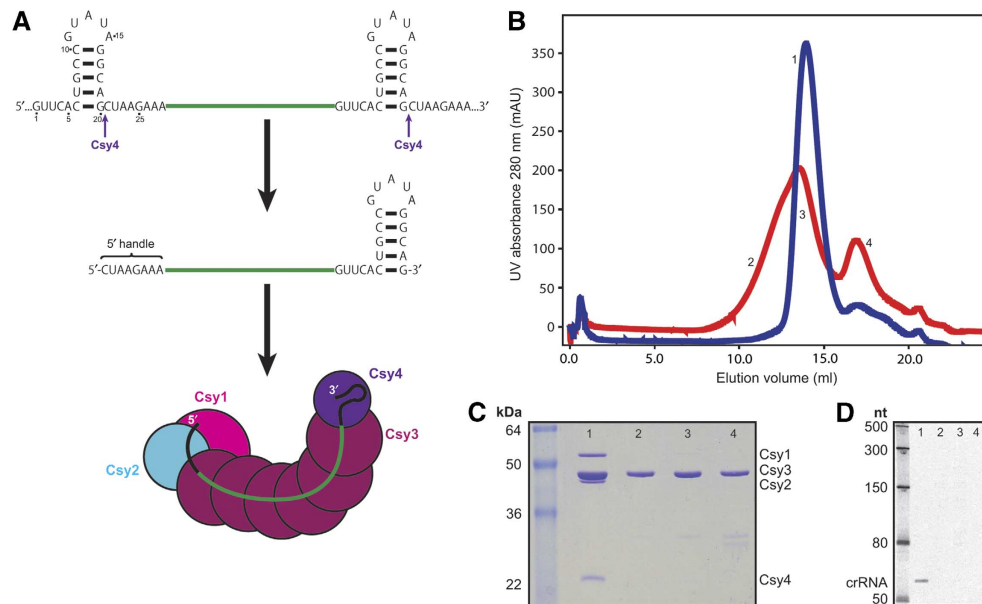 A
U A
U U
G A •15
10• C G
C G
G C
U A
5′...GUUCAC GCUAAGAAA GUUCAC GCUAAGAAA...3′
1 5 20 25
Csy4 Csy4
U A
U U
G A
C G
C G
G C
U A
5′ handle
5′-CUAAGAAA GUUCAC G-3′
U A
U U
G A
C G
C G
G C
U A
Csy4
3′
Csy1
5′
Csy3
Csy2
B
UV absorbance 280 nm (mAU)
350
300
250
200
150
100
50
0
1
2
3
4
0.0 5.0 10.0 15.0 20.0
Elution volume (ml)
C
kDa
64
50
36
22
1 2 3 4
Csy1
Csy3
Csy2
Csy4
D
nt
500
300
150
80
crRNA
50
1 2 3 4